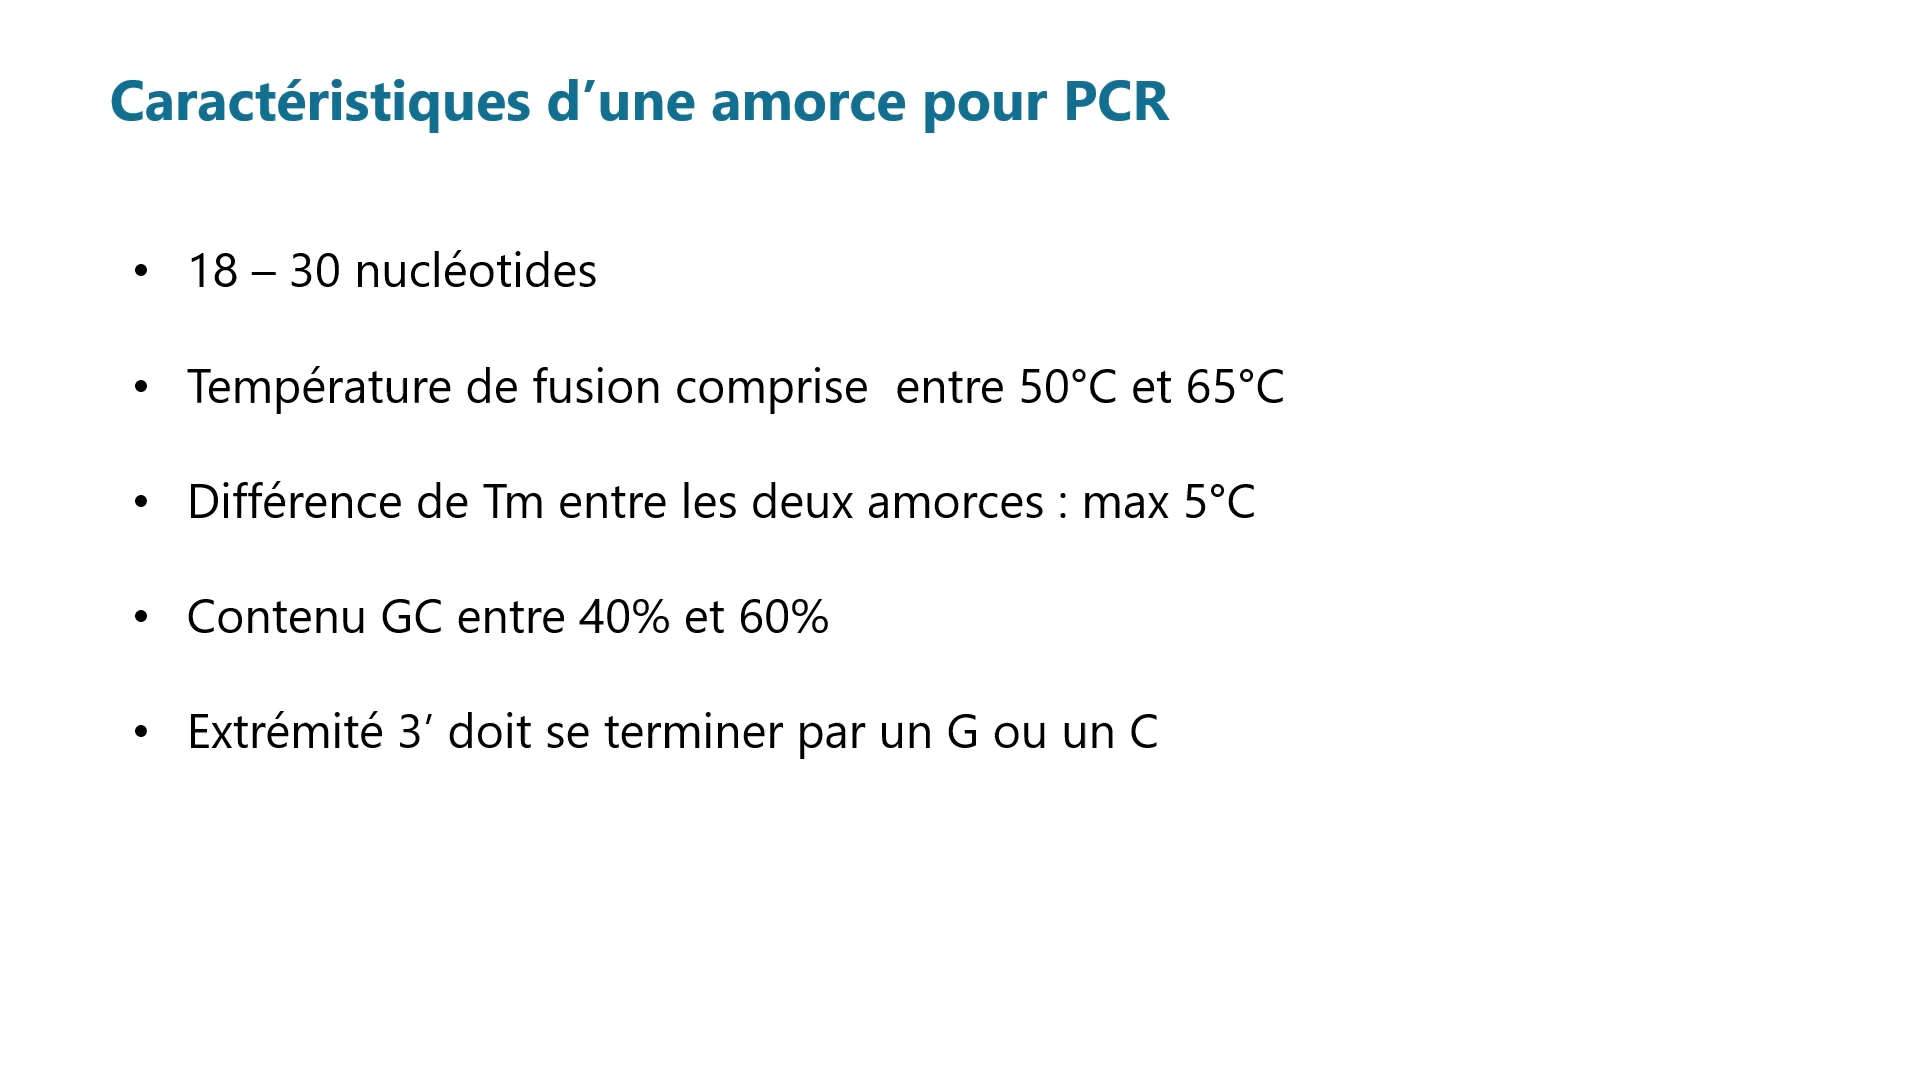 Caractéristiques d’une amorce pour PCR
• 18 – 30 nucléotides
• Température de fusion comprise  entre 50°C et 65°C
• Différence de Tm entre les deux amorces : max 5°C
• Contenu GC entre 40% et 60%
• Extrémité 3’ doit se terminer par un G ou un C